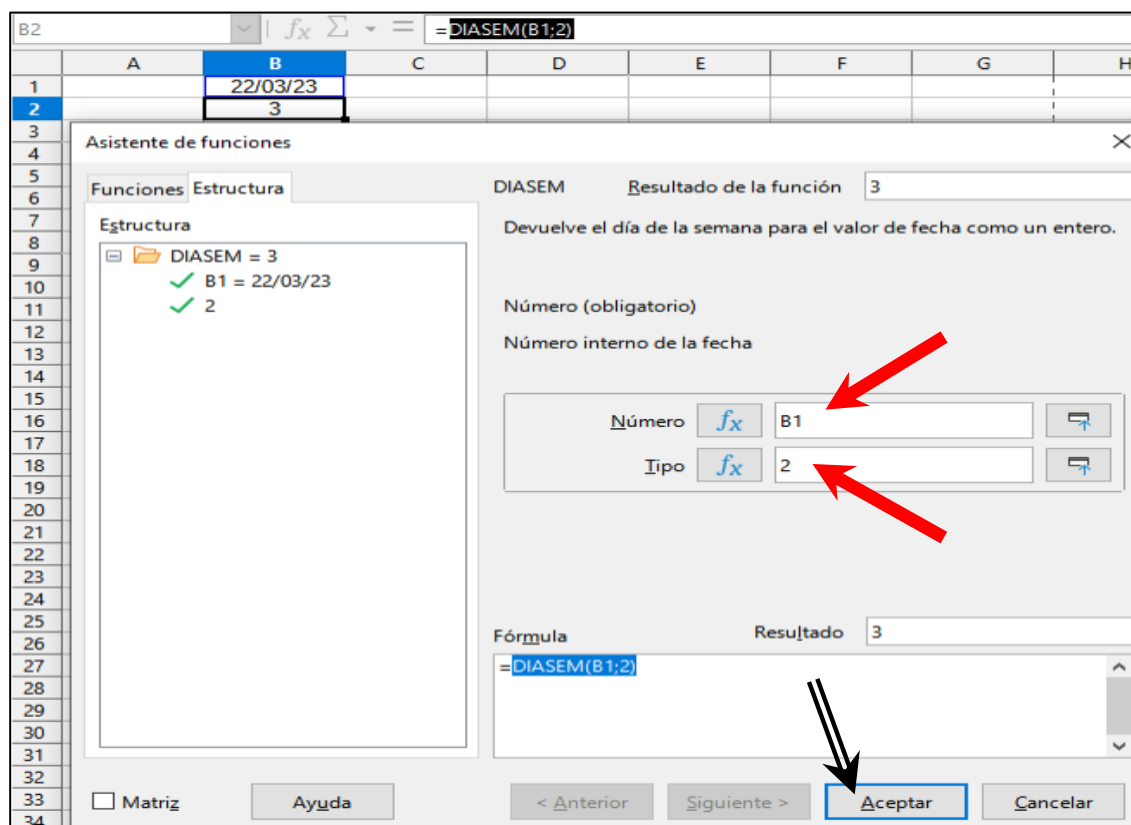 B2 fx Σ = =DIASEM(B1;2)
A B C D E F G H
1 22/03/23
2 3
3
Asistente de funciones
4
5
Funciones Estructura DIASEM Resultado de la función 3
6
7
Estructura Devuelve el día de la semana para el valor de fecha como un entero.
8
9 DIASEM = 3
10 B1 = 22/03/23
11 2 Número (obligatorio)
12
13 Número interno de la fecha
14
15
16 Número fx B1
17
18 Tipo fx 2
19
20
21
22
23
24
25
Fórmula Resultado 3
26
27 =DIASEM(B1;2)
28
29
30
31
32
33 Matriz Ayuda < Anterior Siguiente > Aceptar Cancelar
34